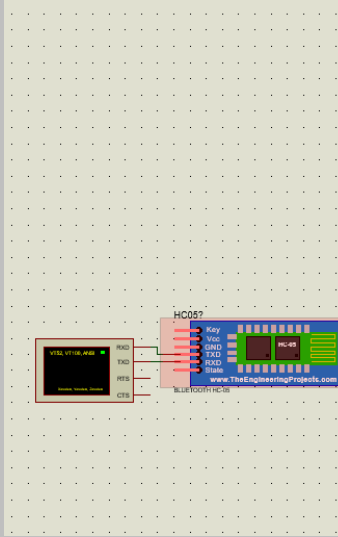 HC05?
Key
Vcc
GND
TXD
RXD
State
HC-05
www.TheEngineeringProjects.com
BLUETOOTH HC-05
VT52, VT100, ANSI
RXD
TXD
RTS
CTS